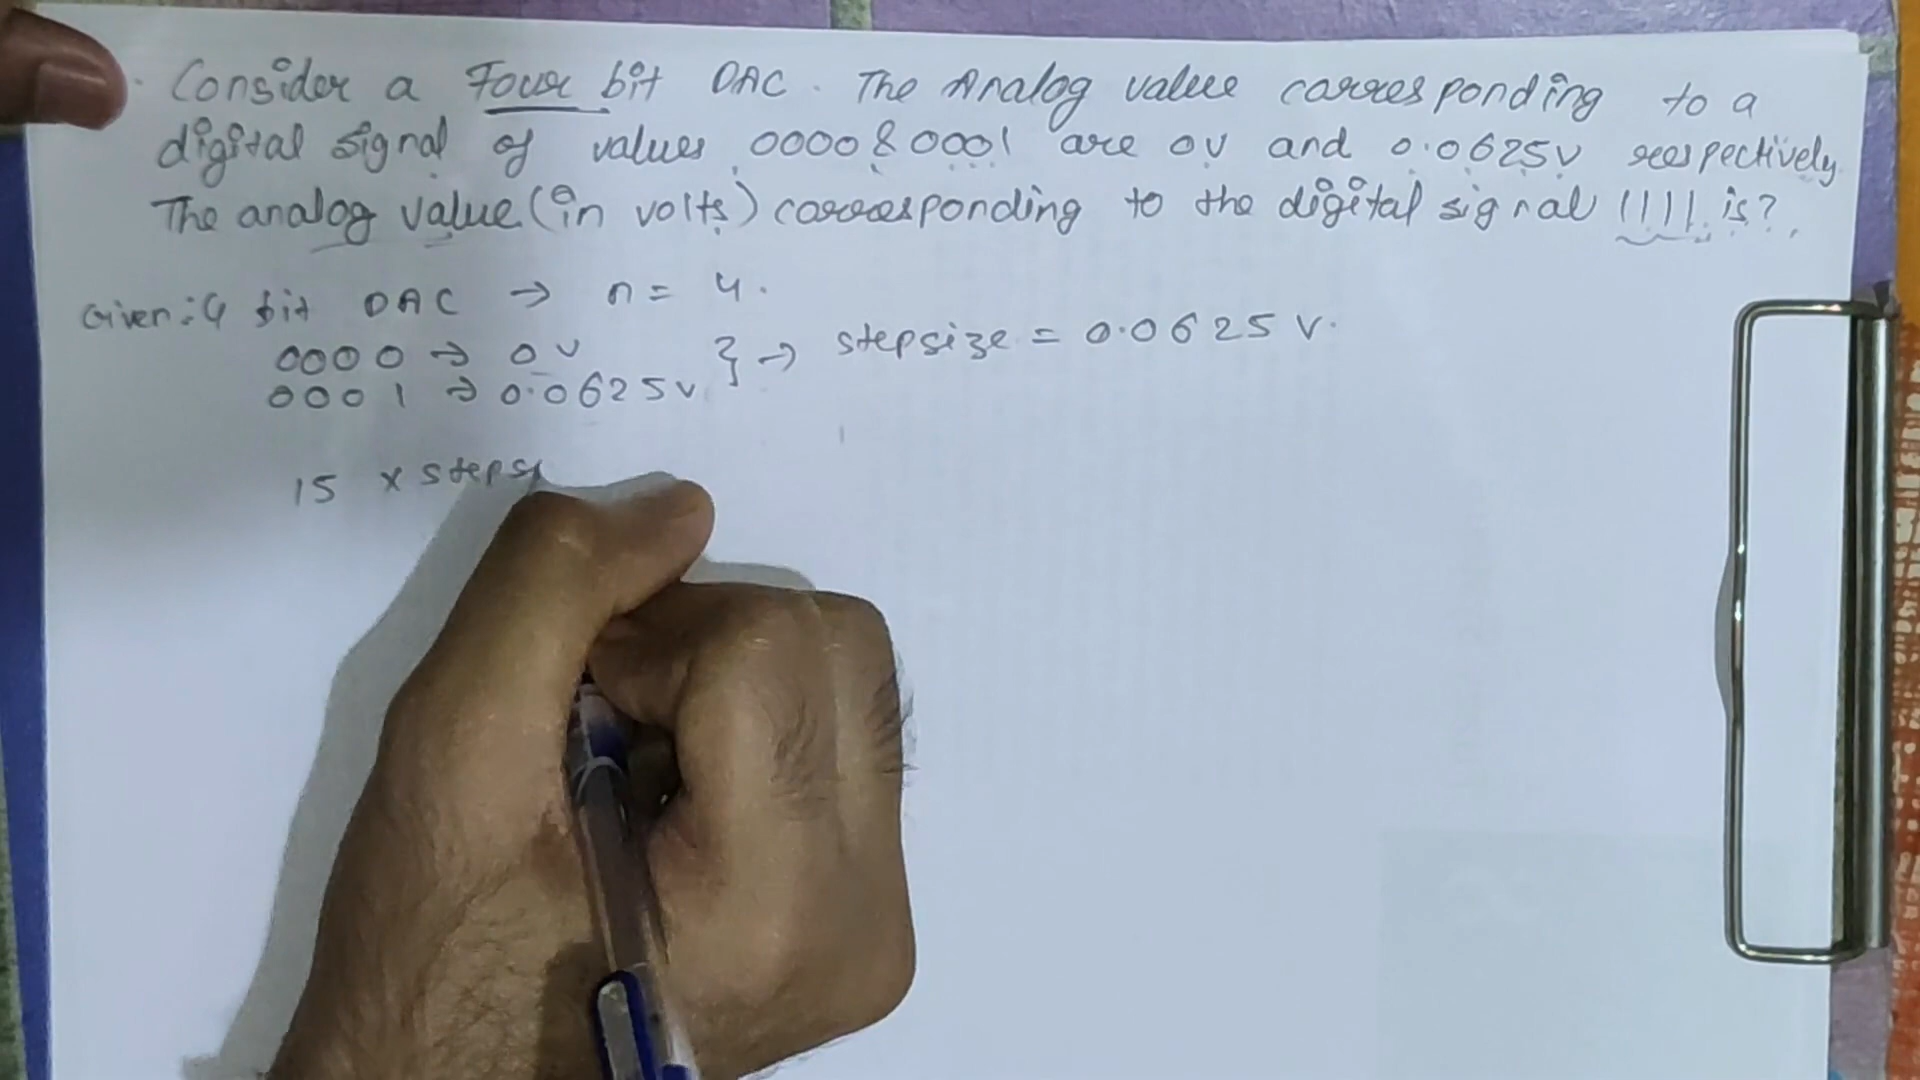 Consider a Four bit DAC. The Analog value corresponding to a
digital signal of values 0000 & 0001 are 0V and 0.0625V respectively
The analog value (in volts) corresponding to the digital signal 1111 is?
Given: 4 bit DAC → n = 4.
0000 → 0V
0001 → 0.0625V } → stepsize = 0.0625 V.
15 x steps